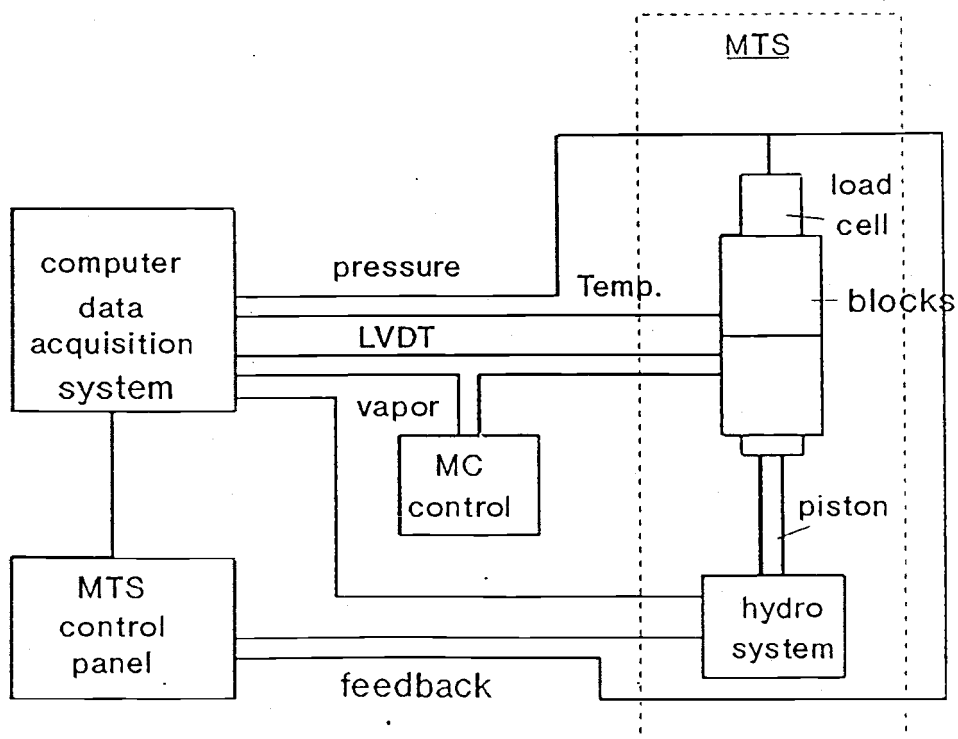 MTS
load
cell
computer
data
acquisition
system
pressure
Temp.
blocks
LVDT
vapor
MC
control
piston
MTS
control
panel
hydro
system
feedback